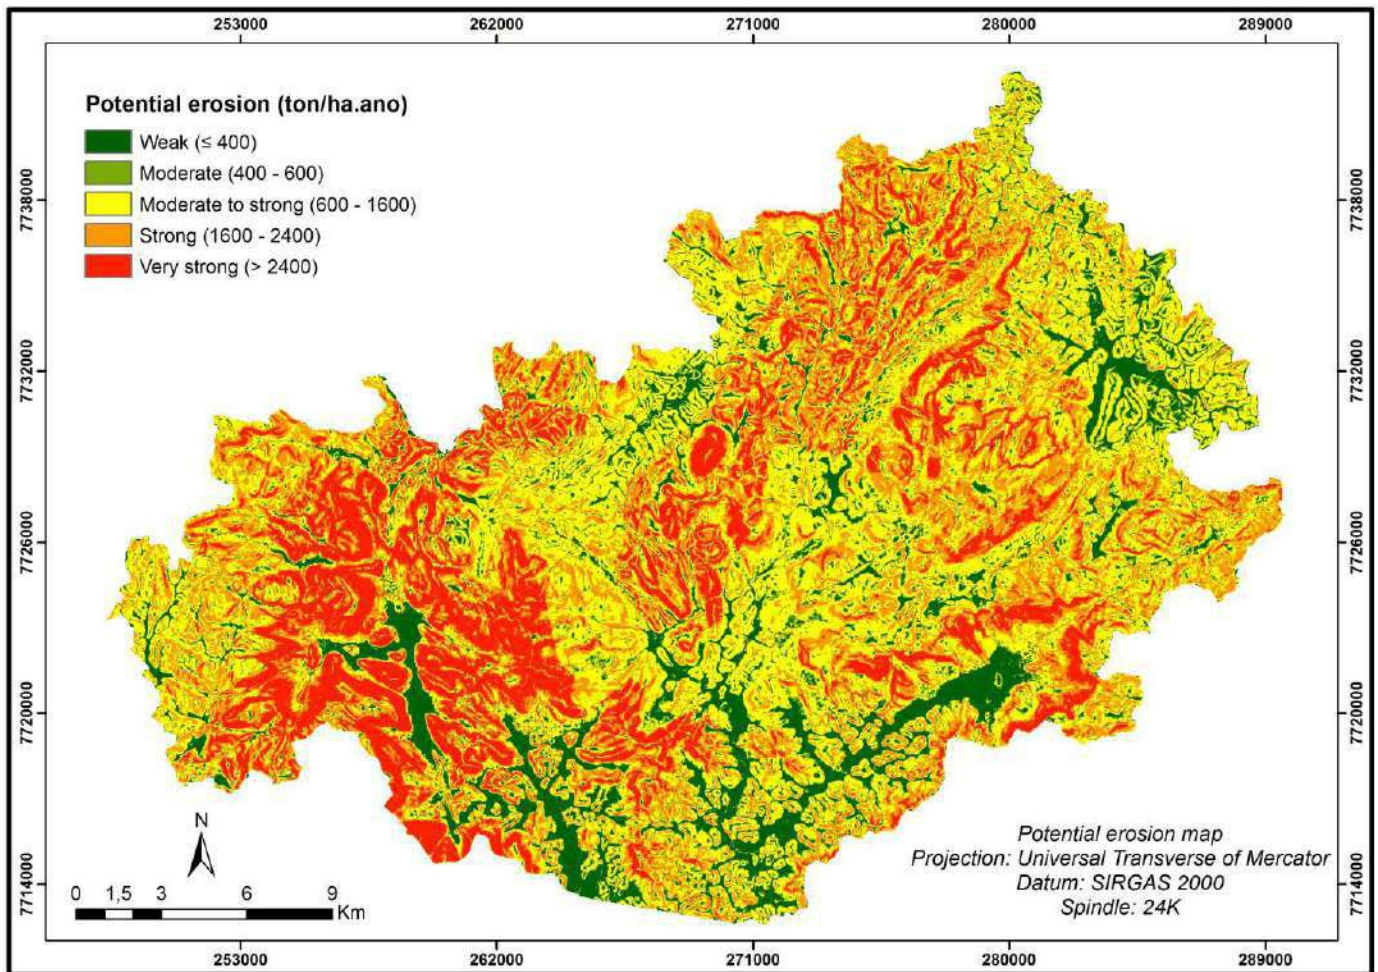 253000 262000 271000 280000 289000
Potential erosion (ton/ha.ano)
Weak (≤ 400)
Moderate (400 - 600)
Moderate to strong (600 - 1600)
Strong (1600 - 2400)
Very strong (> 2400)
7738000 7738000
7732000 7732000
7726000 7726000
7720000 7720000
7714000 7714000
N
0 1,5 3 6 9
Km
Potential erosion map
Projection: Universal Transverse of Mercator
Datum: SIRGAS 2000
Spindle: 24K
253000 262000 271000 280000 289000